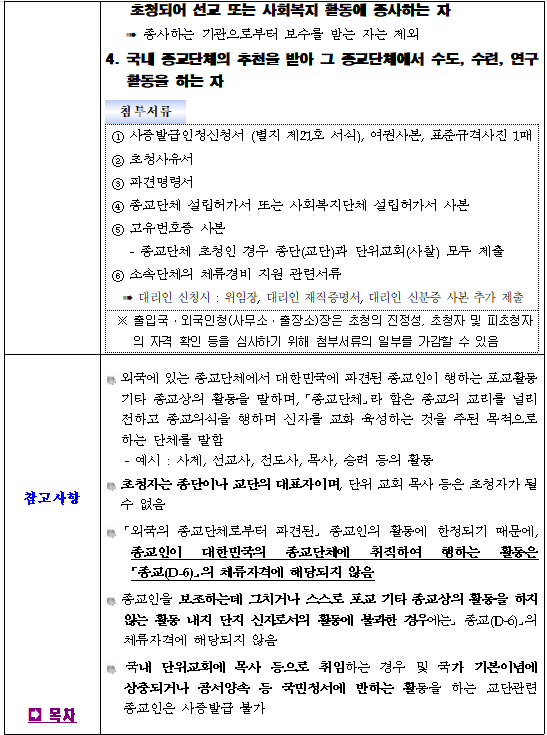 초청되어 선교 또는 사회복지 활동에 종사하는 자
➠ 종사하는 기관으로부터 보수를 받는 자는 제외
4. 국내 종교단체의 추천을 받아 그 종교단체에서 수도, 수련, 연구
활동을 하는 자
첨부서류
① 사증발급인정신청서 (별지 제21호 서식), 여권사본, 표준규격사진 1매
② 초청사유서
③ 파견명령서
④ 종교단체 설립허가서 또는 사회복지단체 설립허가서 사본
⑤ 고유번호증 사본
- 종교단체 초청인 경우 종단(교단)과 단위교회(사찰) 모두 제출
⑥ 소속단체의 체류경비 지원 관련서류
➠ 대리인 신청시 : 위임장, 대리인 재직증명서, 대리인 신분증 사본 추가 제출
※ 출입국·외국인청(사무소·출장소)장은 초청의 진정성, 초청자 및 피초청자
의 자격 확인 등을 심사하기 위해 첨부서류의 일부를 가감할 수 있음
참고사항
외국에 있는 종교단체에서 대한민국에 파견된 종교인이 행하는 포교활동
기타 종교상의 활동을 말하며, 「종교단체」라 함은 종교의 교리를 널리
전하고 종교의식을 행하며 신자를 교화 육성하는 것을 주된 목적으로
하는 단체를 말함
- 예시 : 사제, 선교사, 전도사, 목사, 승려 등의 활동
초청자는 종단이나 교단의 대표자이며, 단위 교회 목사 등은 초청자가 될
수 없음
「외국의 종교단체로부터 파견된」 종교인의 활동에 한정되기 때문에,
종교인이 대한민국의 종교단체에 취직하여 행하는 활동은
「종교(D-6)」의 체류자격에 해당되지 않음
종교인을 보조하는데 그치거나 스스로 포교 기타 종교상의 활동을 하지
않는 활동 내지 단지 신자로서의 활동에 불과한 경우에는」 종교(D-6)」의
체류자격에 해당되지 않음
국내 단위교회에 목사 등으로 취임하는 경우 및 국가 기본이념에
상충되거나 공서양속 등 국민정서에 반하는 활동을 하는 교단관련
종교인은 사증발급 불가
목차